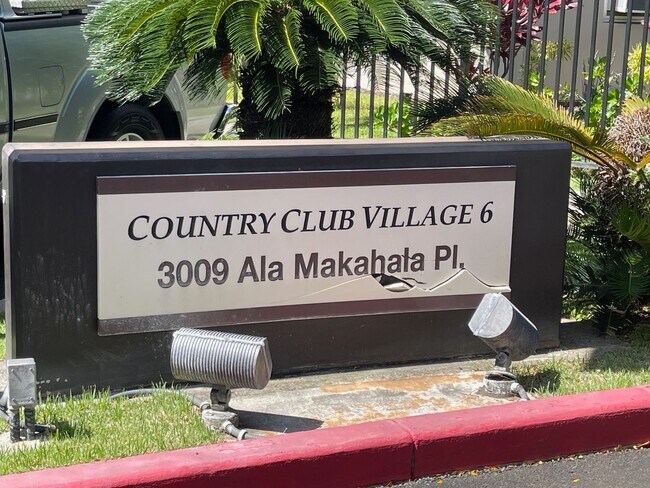 COUNTRY CLUB VILLAGE 6
3009 Ala Makahala Pl.